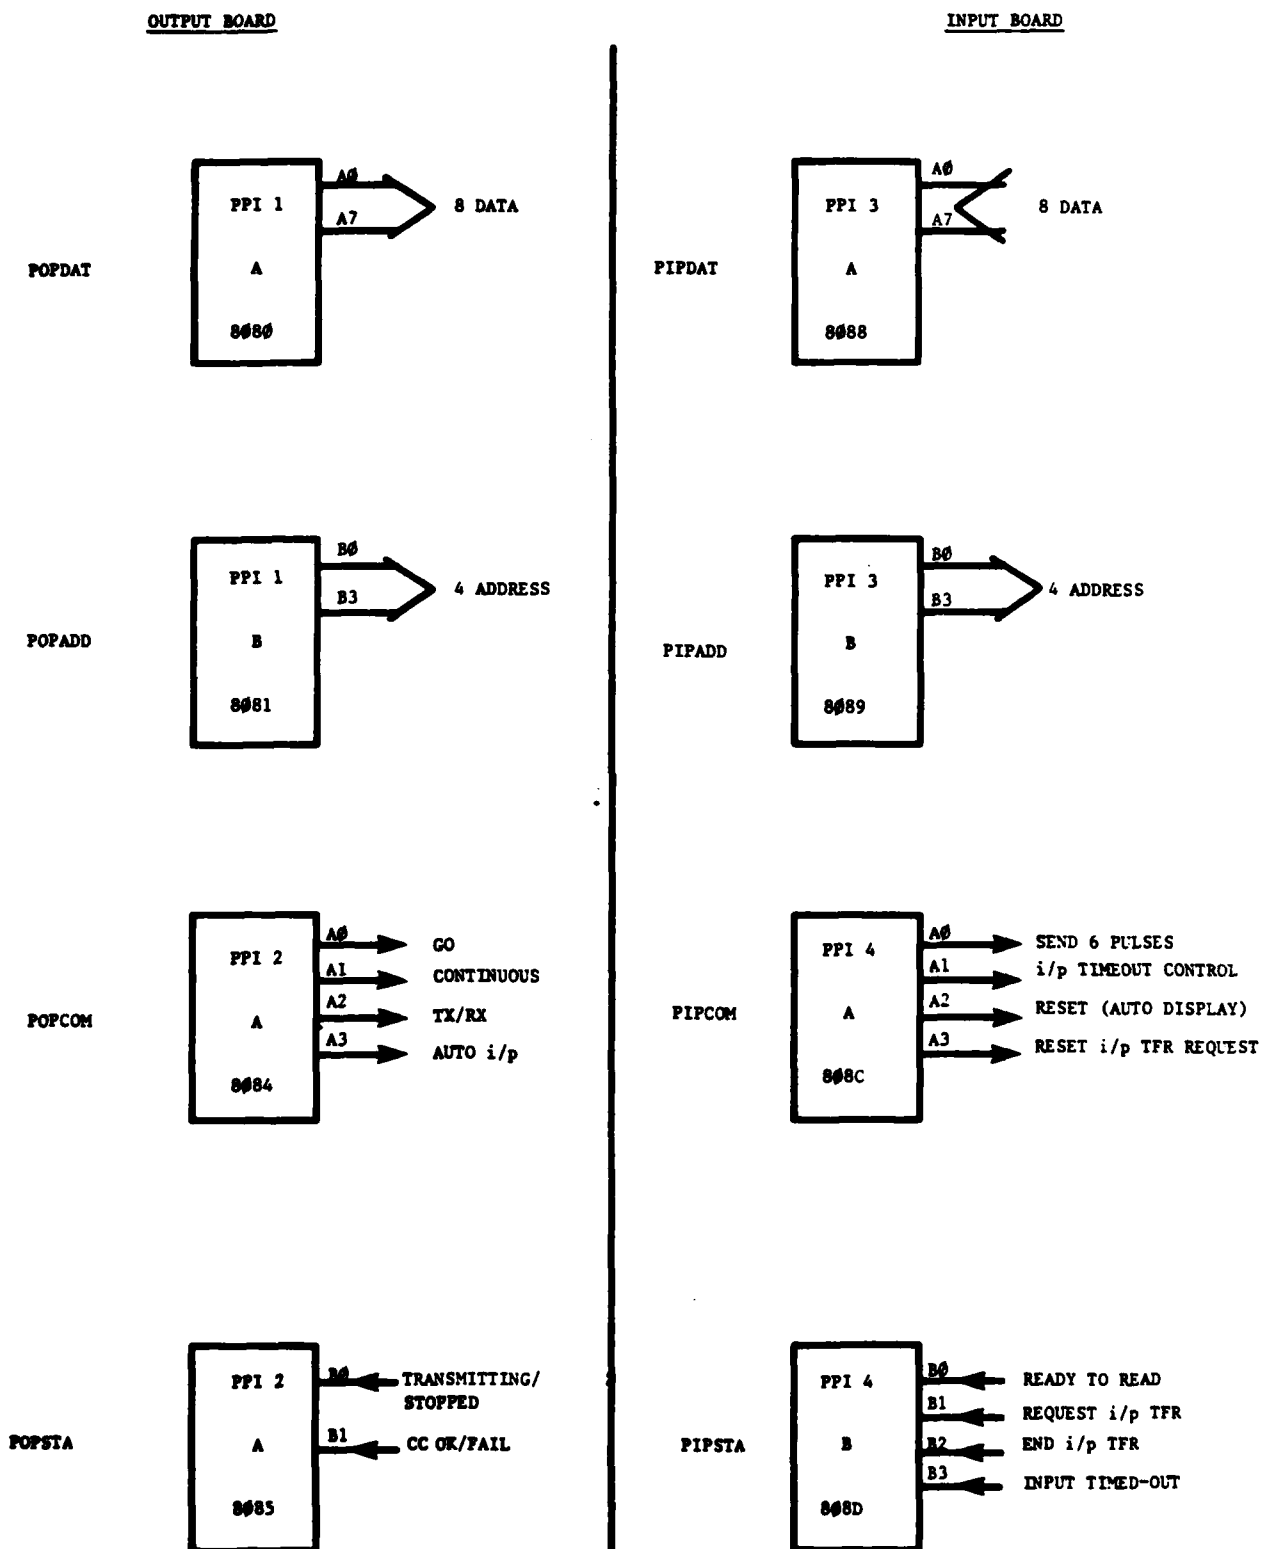 OUTPUT BOARD
POPDAT
PPI 1
A
8Ø8Ø
AØ
A7
8 DATA
POPADD
PPI 1
B
8Ø81
BØ
B3
4 ADDRESS
POPCOM
PPI 2
A
8Ø84
AØ
GO
A1
CONTINUOUS
A2
TX/RX
A3
AUTO i/p
POPSTA
PPI 2
A
8Ø85
BØ
TRANSMITTING/
STOPPED
B1
CC OK/FAIL
INPUT BOARD
PIPDAT
PPI 3
A
8Ø88
AØ
A7
8 DATA
PIPADD
PPI 3
B
8Ø89
BØ
B3
4 ADDRESS
PIPCOM
PPI 4
A
8Ø8C
AØ
SEND 6 PULSES
A1
i/p TIMEOUT CONTROL
A2
RESET (AUTO DISPLAY)
A3
RESET i/p TFR REQUEST
PIPSTA
PPI 4
B
8Ø8D
BØ
READY TO READ
B1
REQUEST i/p TFR
B2
END i/p TFR
B3
INPUT TIMED-OUT